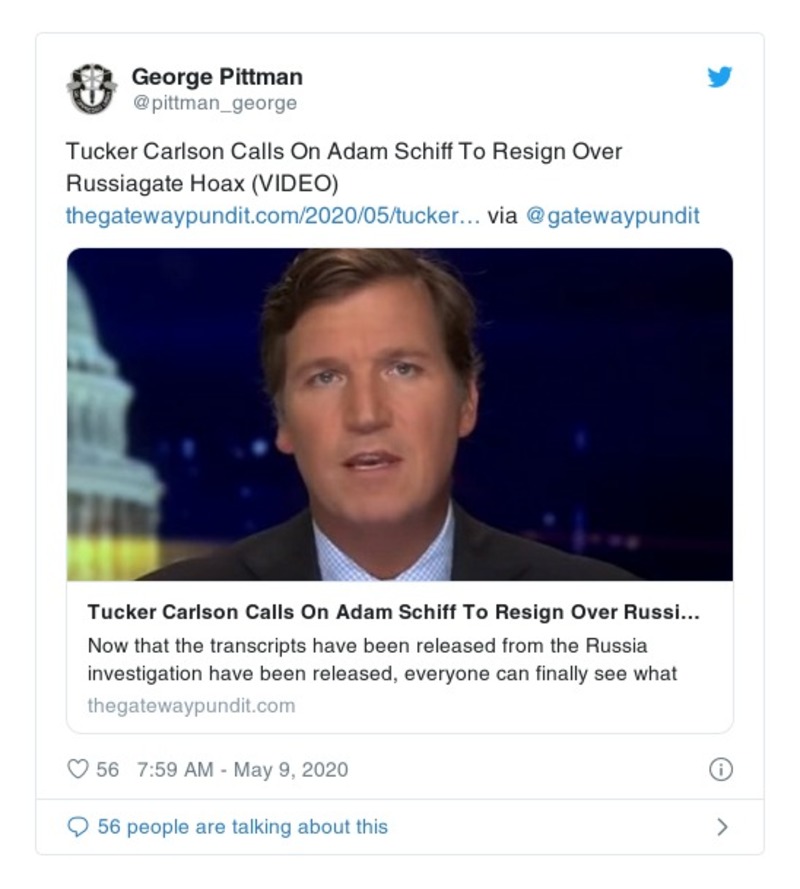 George Pittman
@pittman_george
Tucker Carlson Calls On Adam Schiff To Resign Over
Russiagate Hoax (VIDEO)
thegatewaypundit.com/2020/05/tucker… via @gatewaypundit
Tucker Carlson Calls On Adam Schiff To Resign Over Russi…
Now that the transcripts have been released from the Russia
investigation have been released, everyone can finally see what
thegatewaypundit.com
56 7:59 AM - May 9, 2020
56 people are talking about this